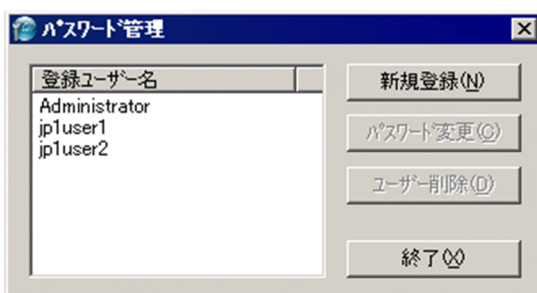 パスワード管理
登録ユーザー名
Administrator
jp1user1
jp1user2
新規登録(N)
パスワード変更(C)
ユーザー削除(D)
終了(X)